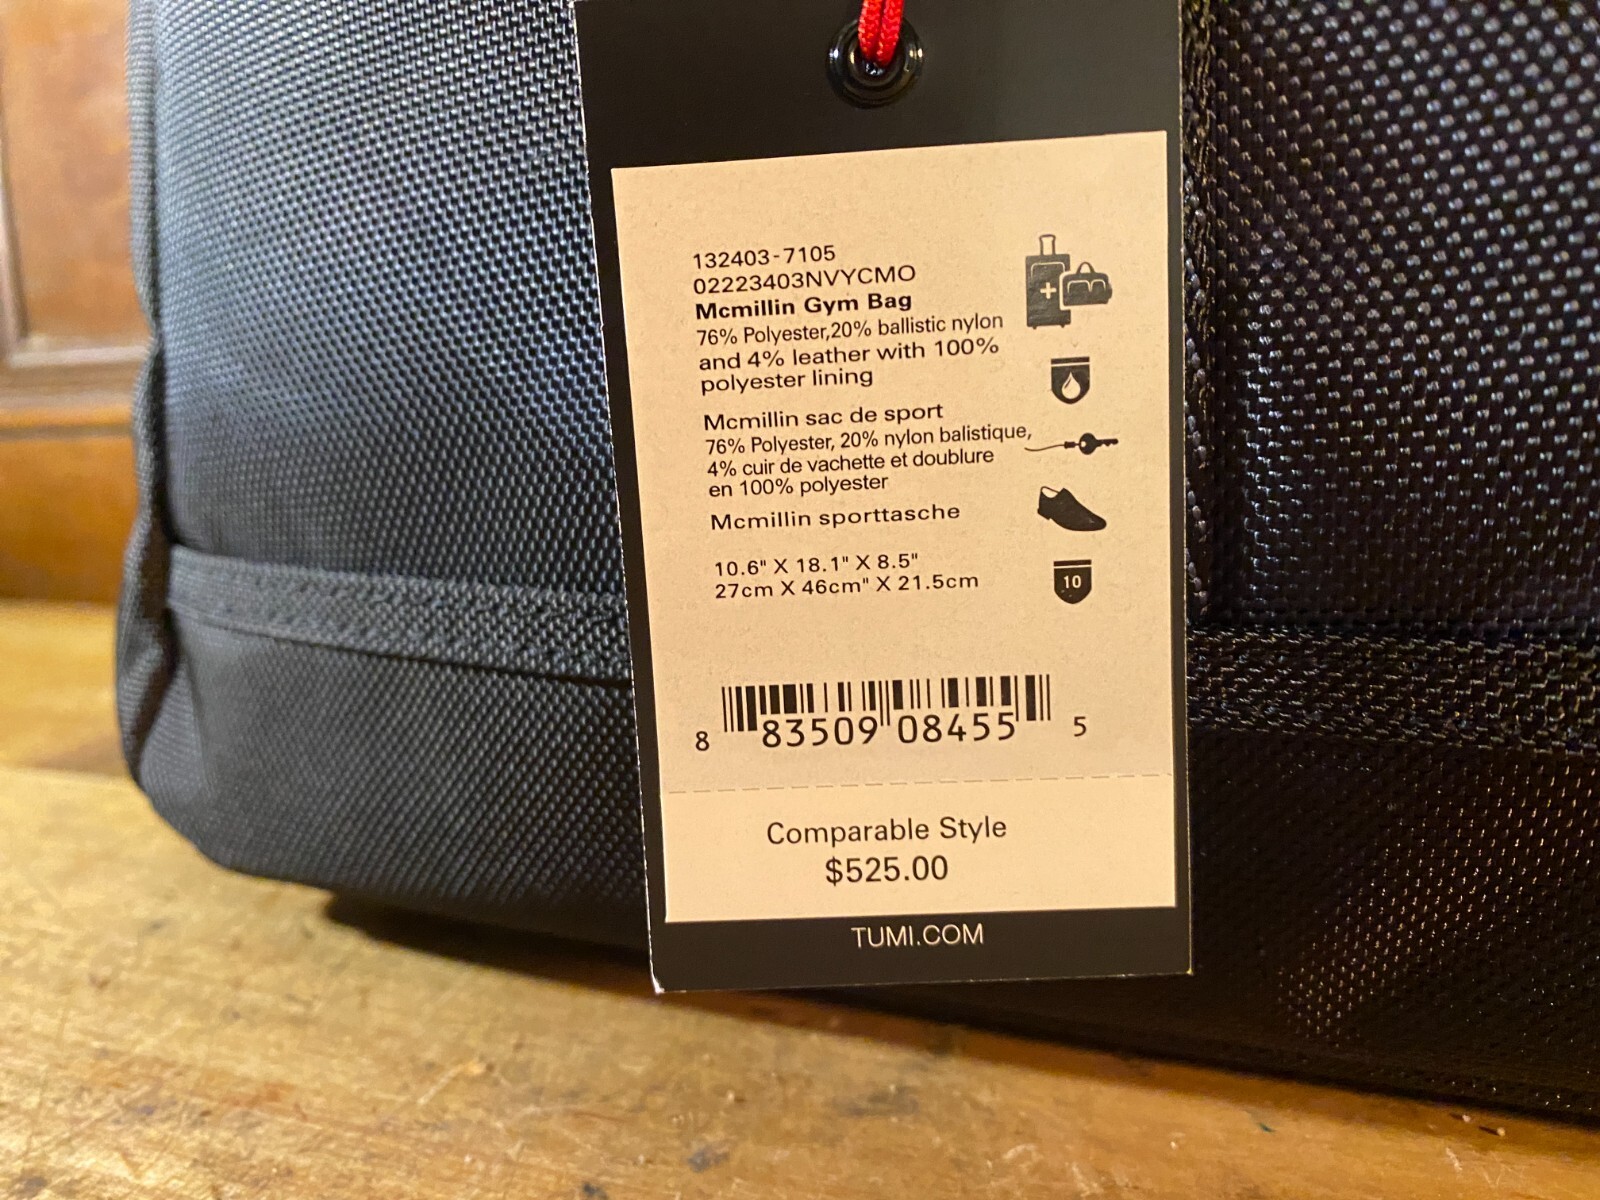 132403-7105
02223403NVYCMO
Mcmillin Gym Bag
76% Polyester,20% ballistic nylon
and 4% leather with 100%
polyester lining
Mcmillin sac de sport
76% Polyester, 20% nylon balistique,
4% cuir de vachette et doublure
en 100% polyester
Mcmillin sporttasche
10.6" X 18.1" X 8.5"
27cm X 46cm" X 21.5cm
10
8 83509 08455 5
Comparable Style
$525.00
TUMI.COM